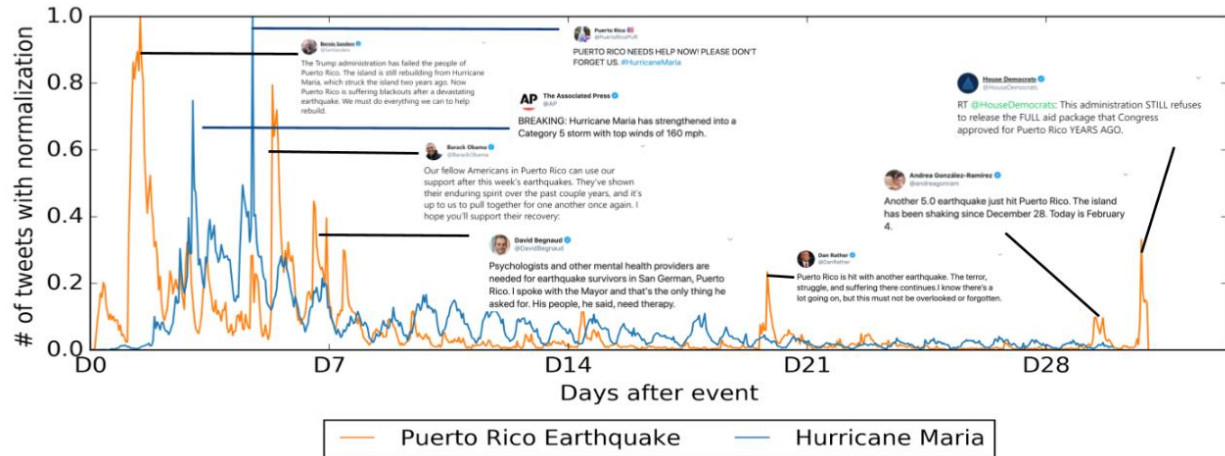 1.0
0.8
0.6
0.4
0.2
0.0
# of tweets with normalization
Bernie Sanders
The Trump administration has failed the people of
Puerto Rico. The island is still rebuilding from Hurricane
Maria, which struck the island two years ago. Now
Puerto Rico is suffering blackouts after a devastating
earthquake. We must do everything we can to help
rebuild.
Puerto Rico
@PuertoRicoPUR
PUERTO RICO NEEDS HELP NOW! PLEASE DON'T
FORGET US. #HurricaneMaria
AP
The Associated Press
@AP
BREAKING: Hurricane Maria has strengthened into a
Category 5 storm with top winds of 160 mph.
Barack Obama
@BarackObama
Our fellow Americans in Puerto Rico can use our
support after this week's earthquakes. They've shown
their enduring spirit over the past couple years, and it's
up to us to pull together for one another once again. I
hope you'll support their recovery:
David Begnaud
@DavidBegnaud
Psychologists and other mental health providers are
needed for earthquake survivors in San German, Puerto
Rico. I spoke with the Mayor and that's the only thing he
asked for. His people, he said, need therapy.
Dan Rather
@DanRather
Puerto Rico is hit with another earthquake. The terror,
struggle, and suffering there continues.I know there's a
lot going on, but this must not be overlooked or forgotten.
Andrea González-Ramírez
@andreagonram
Another 5.0 earthquake just hit Puerto Rico. The island
has been shaking since December 28. Today is February
4.
House Democrats
@HouseDemocrats
RT @HouseDemocrats: This administration STILL refuses
to release the FULL aid package that Congress
approved for Puerto Rico YEARS AGO.
D0
D7
D14
D21
D28
Days after event
Puerto Rico Earthquake
Hurricane Maria